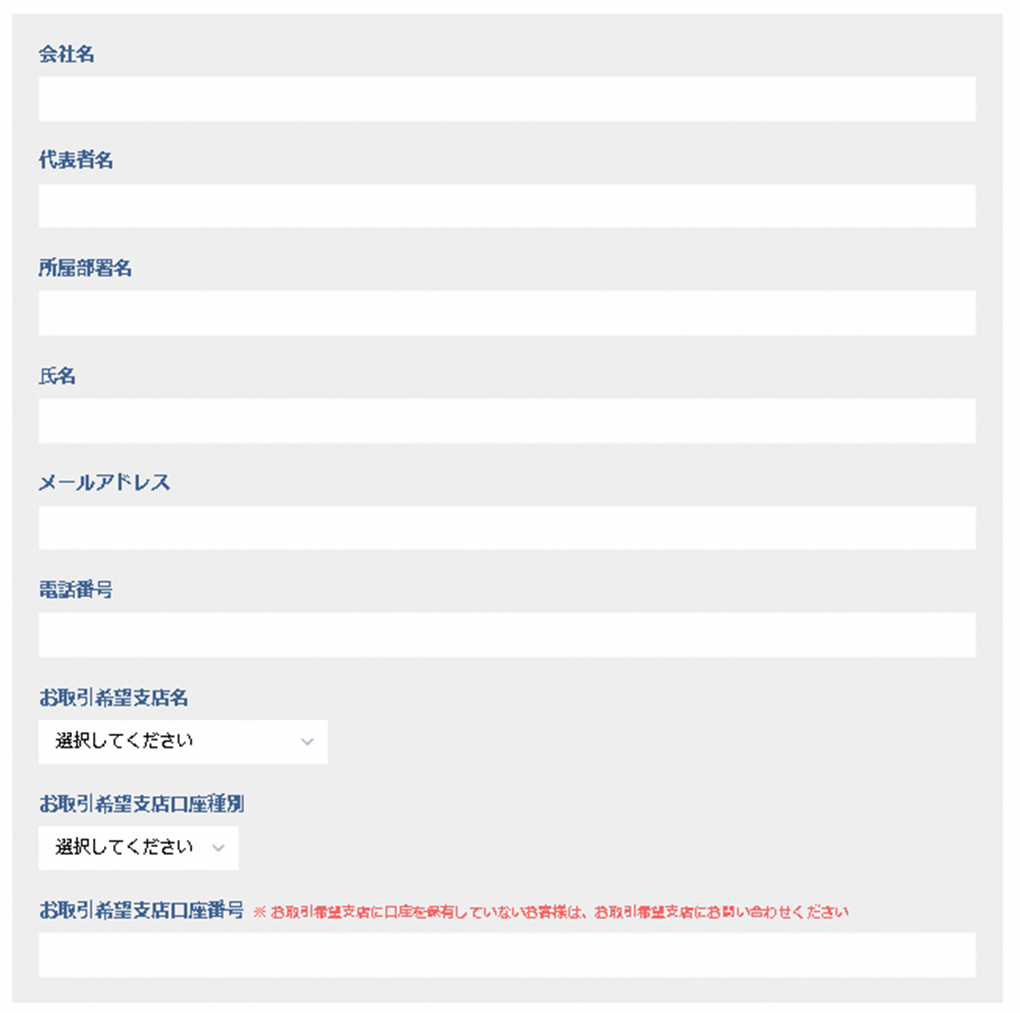 会社名
代表者名
所属部署名
氏名
メールアドレス
電話番号
お取引希望支店名
選択してください
お取引希望支店口座種別
選択してください
お取引希望支店口座番号 ※ お取引希望支店に口座を保有していないお客様は、お取引希望支店にお問い合わせください